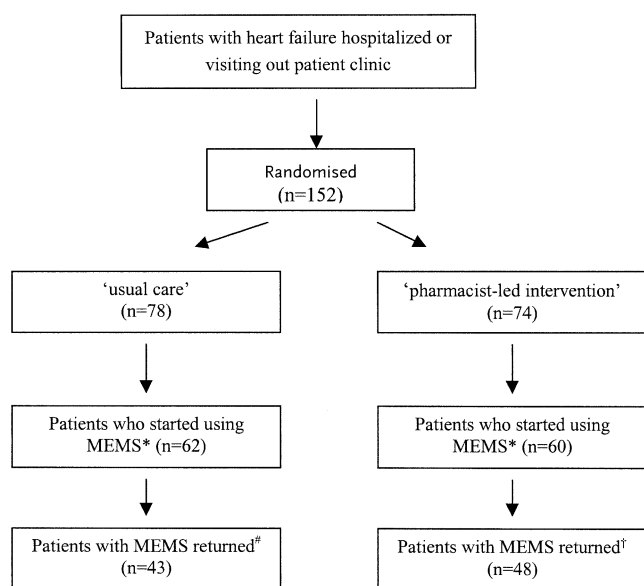 Patients with heart failure hospitalized or
visiting out patient clinic
Randomised
(n=152)
‘usual care’
(n=78)
‘pharmacist-led intervention’
(n=74)
Patients who started using
MEMS* (n=62)
Patients who started using
MEMS* (n=60)
Patients with MEMS returned#
(n=43)
Patients with MEMS returned†
(n=48)